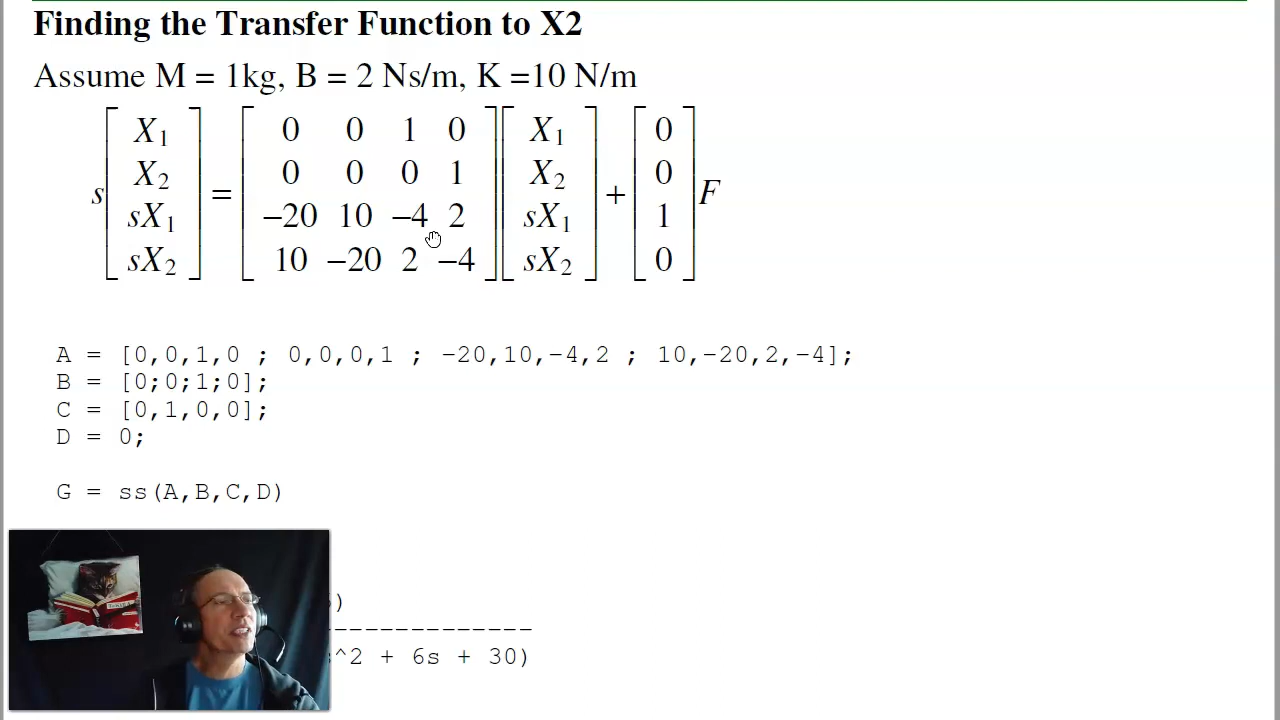 Finding the Transfer Function to X2
Assume M = 1kg, B = 2 Ns/m, K =10 N/m
s [ X1 X2 sX1 sX2 ] = [ 0 0 1 0 0 0 0 1 −20 10 −4 2 10 −20 2 −4 ] [ X1 X2 sX1 sX2 ] + [ 0 0 1 0 ] F
A = [0,0,1,0 ; 0,0,0,1 ; -20,10,-4,2 ; 10,-20,2,-4];
B = [0;0;1;0];
C = [0,1,0,0];
D = 0;
G = ss(A,B,C,D)
)
--------------
^2 + 6s + 30)